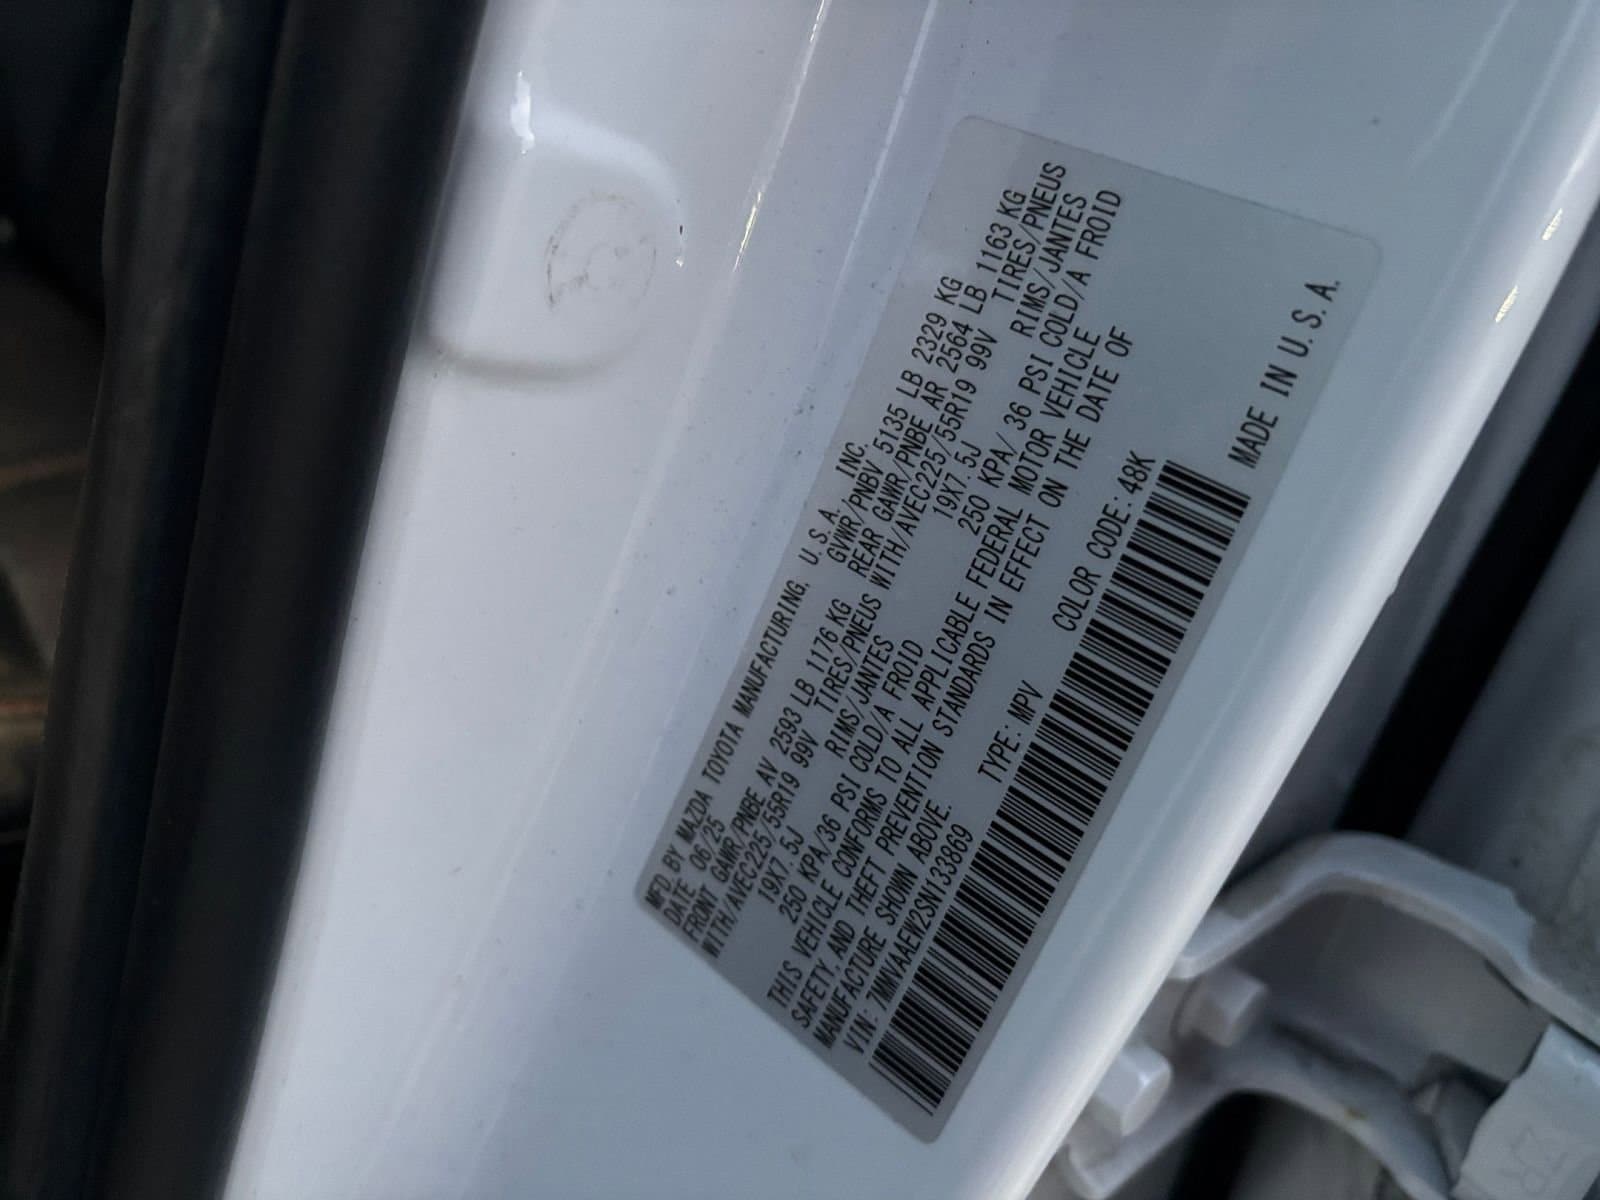 MFD. BY MAZDA TOYOTA MANUFACTURING, U.S.A. INC.
DATE 06/25 GVWR/PNBV 5135 LB 2329 KG
FRONT GAWR/PNBE AV 2593 LB 1176 KG REAR GAWR/PNBE AR 2564 LB 1163 KG
WITH/AVEC225/55R19 99V TIRES/PNEUS WITH/AVEC225/55R19 99V TIRES/PNEUS
19X7.5J RIMS/JANTES 19X7.5J RIMS/JANTES
250 KPA/36 PSI COLD/A FROID 250 KPA/ 36 PSI COLD/A FROID
THIS VEHICLE CONFORMS TO ALL APPLICABLE FEDERAL MOTOR VEHICLE
SAFETY, AND THEFT PREVENTION STANDARDS IN EFFECT ON THE DATE OF
MANUFACTURE SHOWN ABOVE.
VIN: 7MMVAAEW2SN133869 TYPE: MPV COLOR CODE: 48K
MADE IN U.S.A.